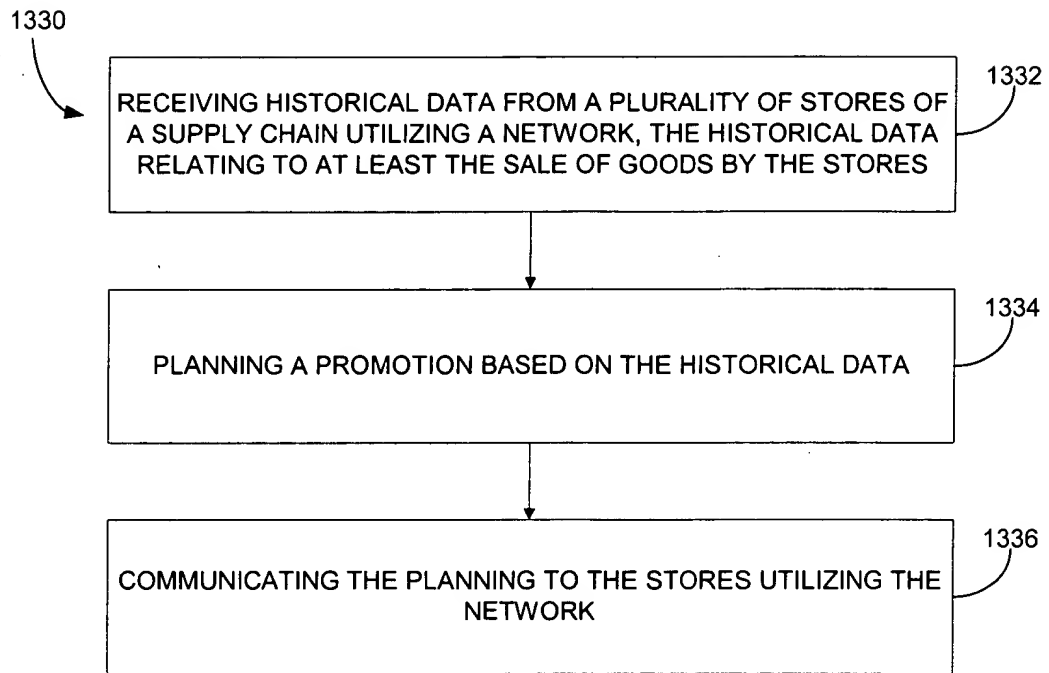 1330
1332
RECEIVING HISTORICAL DATA FROM A PLURALITY OF STORES OF
A SUPPLY CHAIN UTILIZING A NETWORK, THE HISTORICAL DATA
RELATING TO AT LEAST THE SALE OF GOODS BY THE STORES
1334
PLANNING A PROMOTION BASED ON THE HISTORICAL DATA
1336
COMMUNICATING THE PLANNING TO THE STORES UTILIZING THE
NETWORK